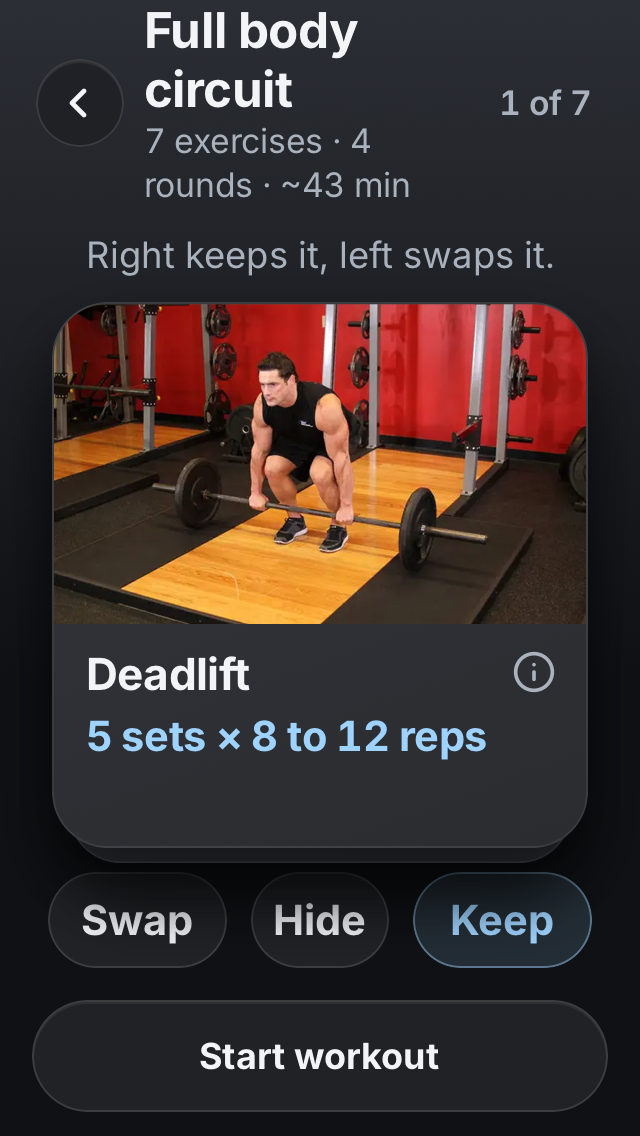 Full body
circuit
1 of 7
7 exercises · 4
rounds · ~43 min
Right keeps it, left swaps it.
Deadlift
5 sets × 8 to 12 reps
Swap
Hide
Keep
Start workout